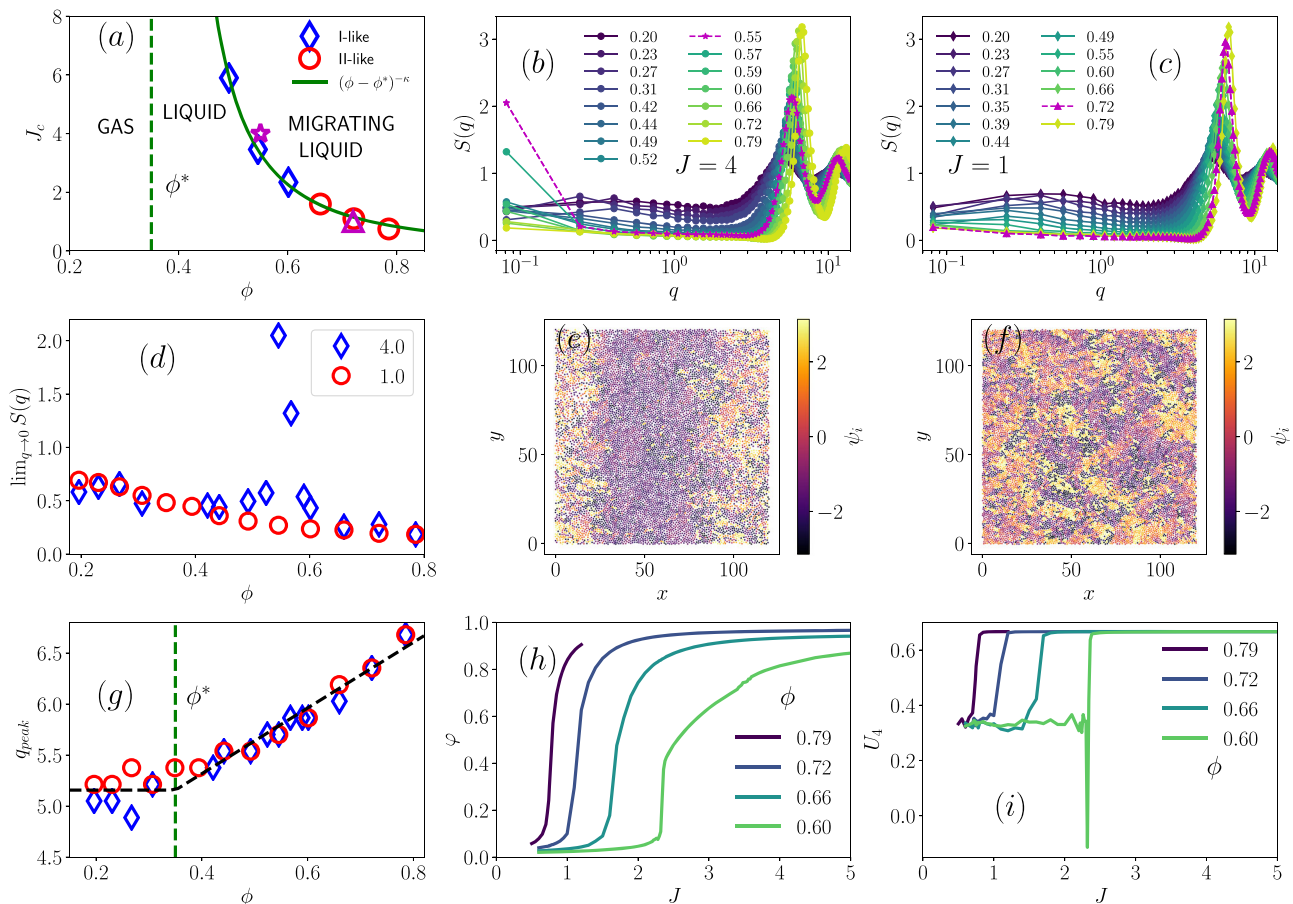 (a)
8
6
4
2
0
J_c
0.2 0.4 0.6 0.8
ϕ
GAS
LIQUID
MIGRATING
LIQUID
ϕ*
I-like
II-like
(ϕ − ϕ*)^{−κ}
(b)
3
2
1
0
S(q)
10^{−1} 10^0 10^1
q
J = 4
0.20
0.23
0.27
0.31
0.42
0.44
0.49
0.52
0.55
0.57
0.59
0.60
0.66
0.72
0.79
(c)
3
2
1
0
S(q)
10^{−1} 10^0 10^1
q
J = 1
0.20
0.23
0.27
0.31
0.35
0.39
0.44
0.49
0.55
0.60
0.66
0.72
0.79
(d)
2.0
1.5
1.0
0.5
0.0
lim_{q→0} S(q)
0.2 0.4 0.6 0.8
ϕ
4.0
1.0
(e)
100
50
0
y
0 50 100
x
2
0
−2
ψ_i
(f)
100
50
0
y
0 50 100
x
2
0
−2
ψ_i
(g)
6.5
6.0
5.5
5.0
4.5
q_{peak}
0.2 0.4 0.6 0.8
ϕ
ϕ*
(h)
1.0
0.8
0.6
0.4
0.2
0.0
φ
0 1 2 3 4 5
J
ϕ
0.79
0.72
0.66
0.60
(i)
0.6
0.4
0.2
0.0
U_4
0 1 2 3 4 5
J
0.79
0.72
0.66
0.60
ϕ